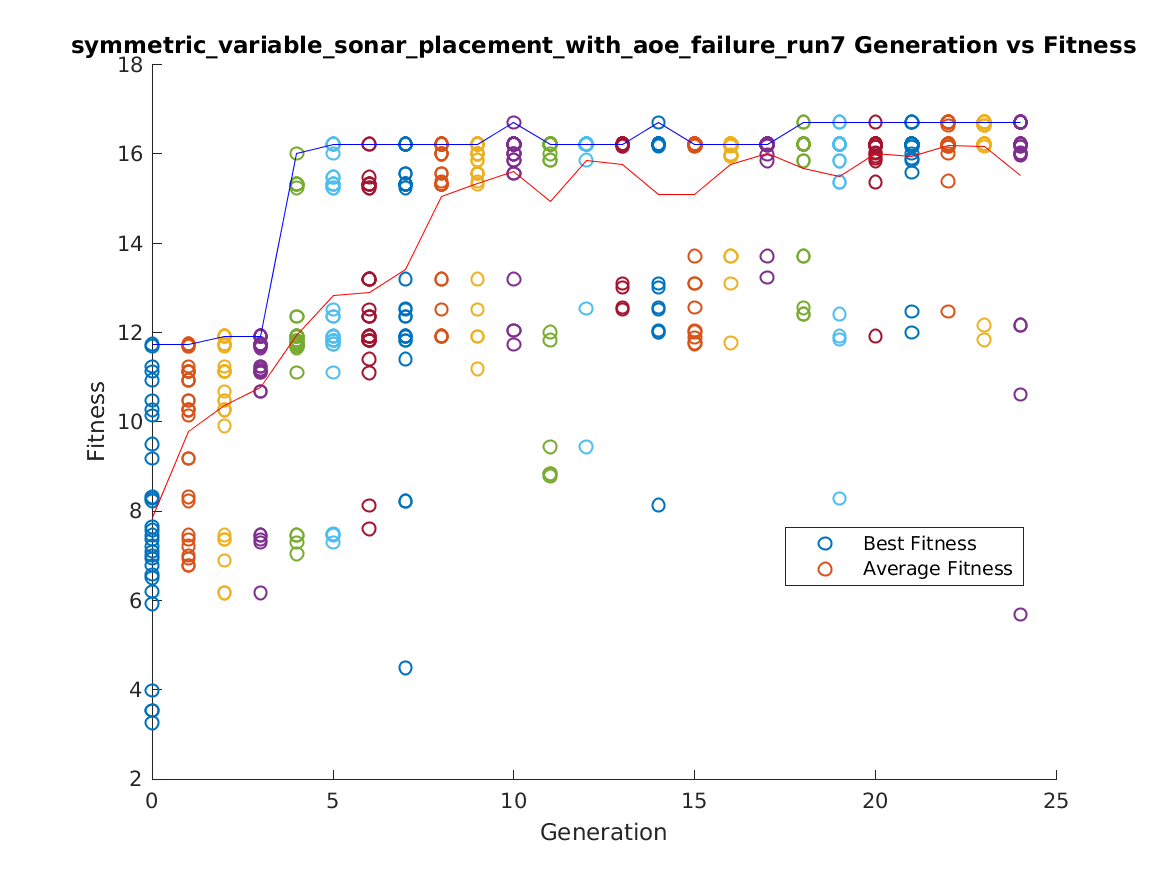 symmetric_variable_sonar_placement_with_aoe_failure_run7 Generation vs Fitness
18
16
14
12
10
8
6
4
2
Fitness
Best Fitness
Average Fitness
0 5 10 15 20 25
Generation